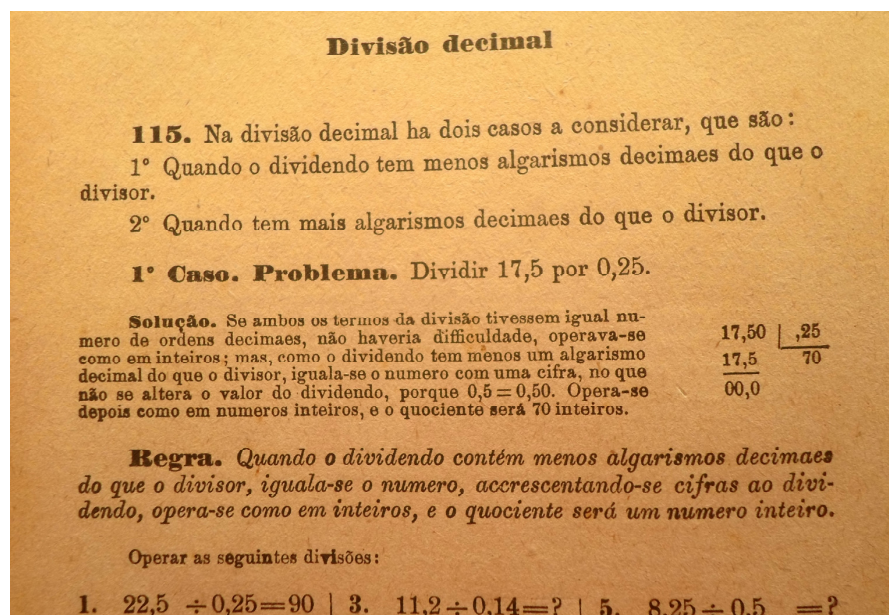 Divisão decimal
115. Na divisão decimal ha dois casos a considerar, que são:
1º Quando o dividendo tem menos algarismos decimaes do que o
divisor.
2º Quando tem mais algarismos decimaes do que o divisor.
1º Caso. Problema. Dividir 17,5 por 0,25.
Solução. Se ambos os termos da divisão tivessem igual nu-
mero de ordens decimaes, não haveria difficuldade, operava-se
como em inteiros; mas, como o dividendo tem menos um algarismo
decimal do que o divisor, iguala-se o numero com uma cifra, no que
não se altera o valor do dividendo, porque 0,5 = 0,50. Opera-se
depois como em numeros inteiros, e o quociente será 70 inteiros.
17,50 | ,25
17,5 70
00,0
Regra. Quando o dividendo contém menos algarismos decimaes
do que o divisor, iguala-se o numero, accrescentando-se cifras ao divi-
dendo, opera-se como em inteiros, e o quociente será um numero inteiro.
Operar as seguintes divisões:
1. 22,5 ÷ 0,25 = 90 | 3. 11,2 ÷ 0,14 = ? | 5. 8,25 ÷ 0,5 = ?